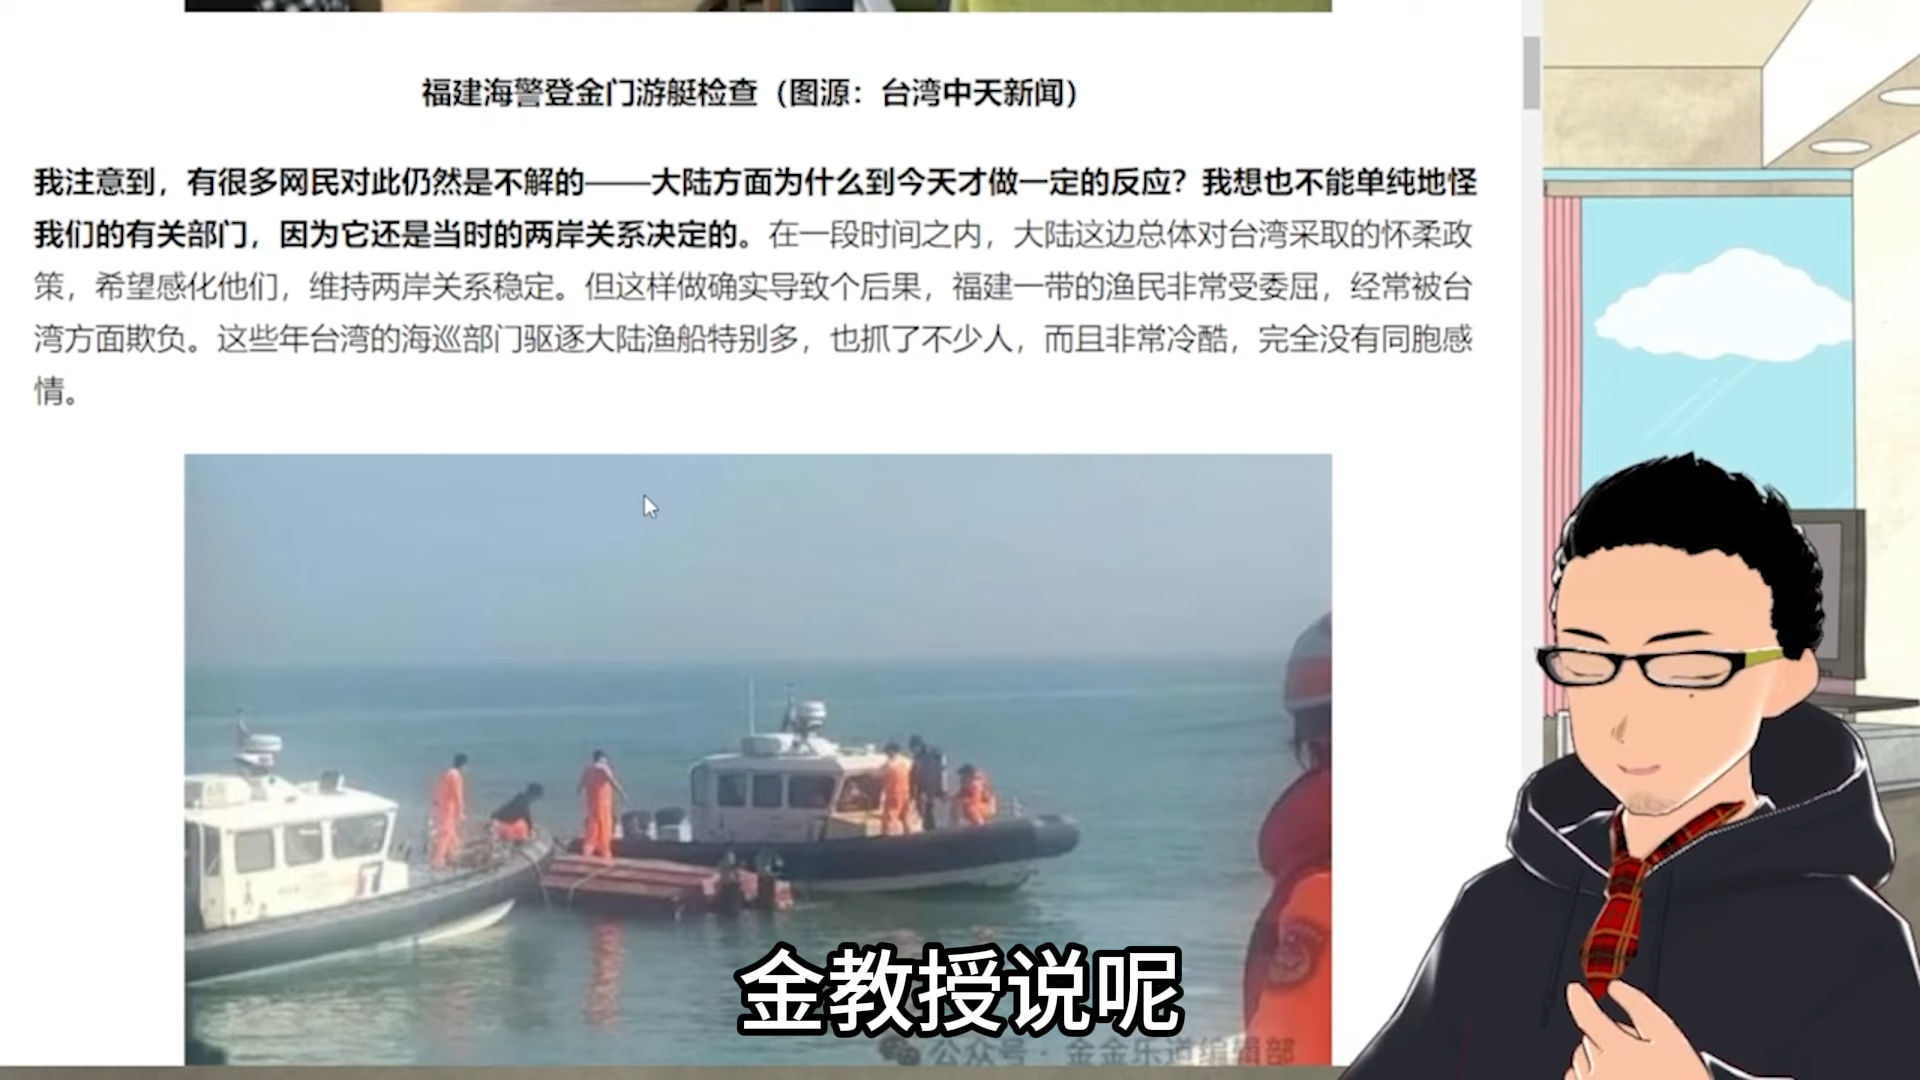 福建海警登金门游艇检查（图源：台湾中天新闻）
我注意到，有很多网民对此仍然是不解的——大陆方面为什么到今天才做一定的反应？我想也不能单纯地怪
我们的有关部门，因为它还是当时的两岸关系决定的。在一段时间之内，大陆这边总体对台湾采取的怀柔政
策，希望感化他们，维持两岸关系稳定。但这样做确实导致个后果，福建一带的渔民非常受委屈，经常被台
湾方面欺负。这些年台湾的海巡部门驱逐大陆渔船特别多，也抓了不少人，而且非常冷酷，完全没有同胞感
情。
金教授说呢
公众号·金金乐道编辑部